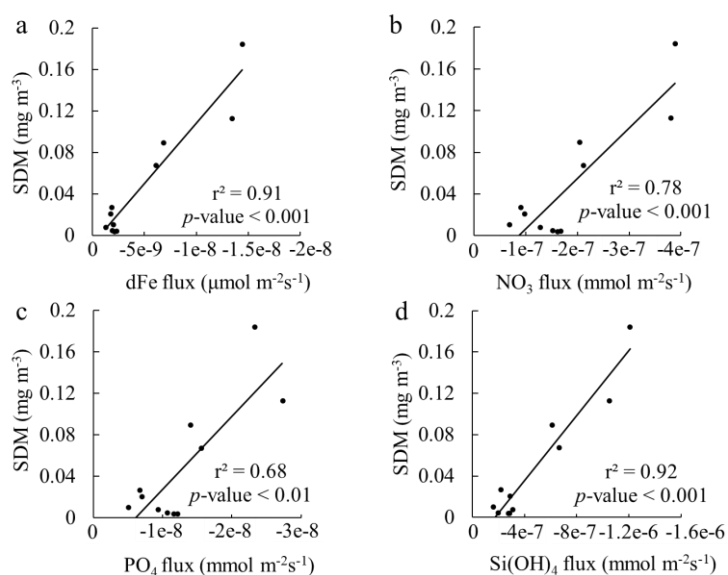 a
0.2
0.16
0.12
0.08
0.04
0
SDM (mg m⁻³)
r² = 0.91
p-value < 0.001
0 -5e-9 -1e-8 -1.5e-8 -2e-8
dFe flux (μmol m⁻²s⁻¹)
b
0.2
0.16
0.12
0.08
0.04
0
SDM (mg m⁻³)
r² = 0.78
p-value < 0.001
0 -1e-7 -2e-7 -3e-7 -4e-7
NO₃ flux (mmol m⁻²s⁻¹)
c
0.2
0.16
0.12
0.08
0.04
0
SDM (mg m⁻³)
r² = 0.68
p-value < 0.01
0 -1e-8 -2e-8 -3e-8
PO₄ flux (mmol m⁻²s⁻¹)
d
0.2
0.16
0.12
0.08
0.04
0
SDM (mg m⁻³)
r² = 0.92
p-value < 0.001
0 -4e-7 -8e-7 -1.2e-6 -1.6e-6
Si(OH)₄ flux (mmol m⁻²s⁻¹)